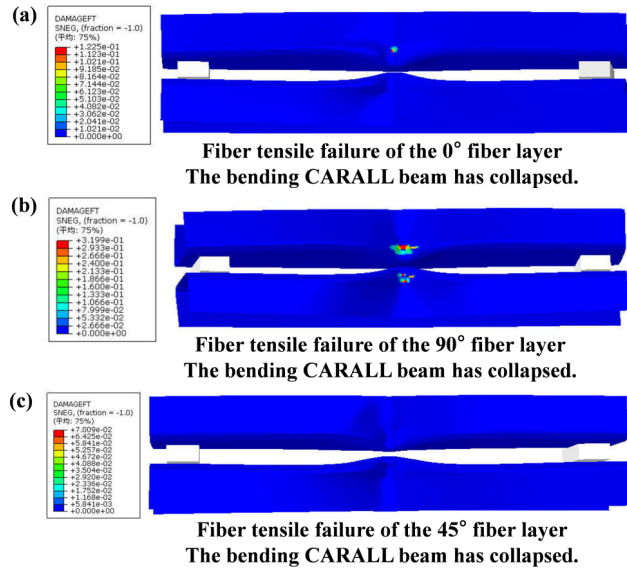 (a)
DAMAGEFT
SNEG, (fraction = -1.0)
(平均: 75%)
+1.225e-01
+1.123e-01
+1.021e-01
+9.185e-02
+8.164e-02
+7.144e-02
+6.123e-02
+5.103e-02
+4.082e-02
+3.062e-02
+2.041e-02
+1.021e-02
+0.000e+00
Fiber tensile failure of the 0° fiber layer
The bending CARALL beam has collapsed.
(b)
DAMAGEFT
SNEG, (fraction = -1.0)
(平均: 75%)
+3.199e-01
+2.933e-01
+2.666e-01
+2.400e-01
+2.133e-01
+1.866e-01
+1.600e-01
+1.333e-01
+1.066e-01
+7.999e-02
+5.332e-02
+2.666e-02
+0.000e+00
Fiber tensile failure of the 90° fiber layer
The bending CARALL beam has collapsed.
(c)
DAMAGEFT
SNEG, (fraction = -1.0)
(平均: 75%)
+7.009e-02
+6.425e-02
+5.841e-02
+5.257e-02
+4.672e-02
+4.088e-02
+3.504e-02
+2.920e-02
+2.336e-02
+1.752e-02
+1.168e-02
+5.841e-03
+0.000e+00
Fiber tensile failure of the 45° fiber layer
The bending CARALL beam has collapsed.